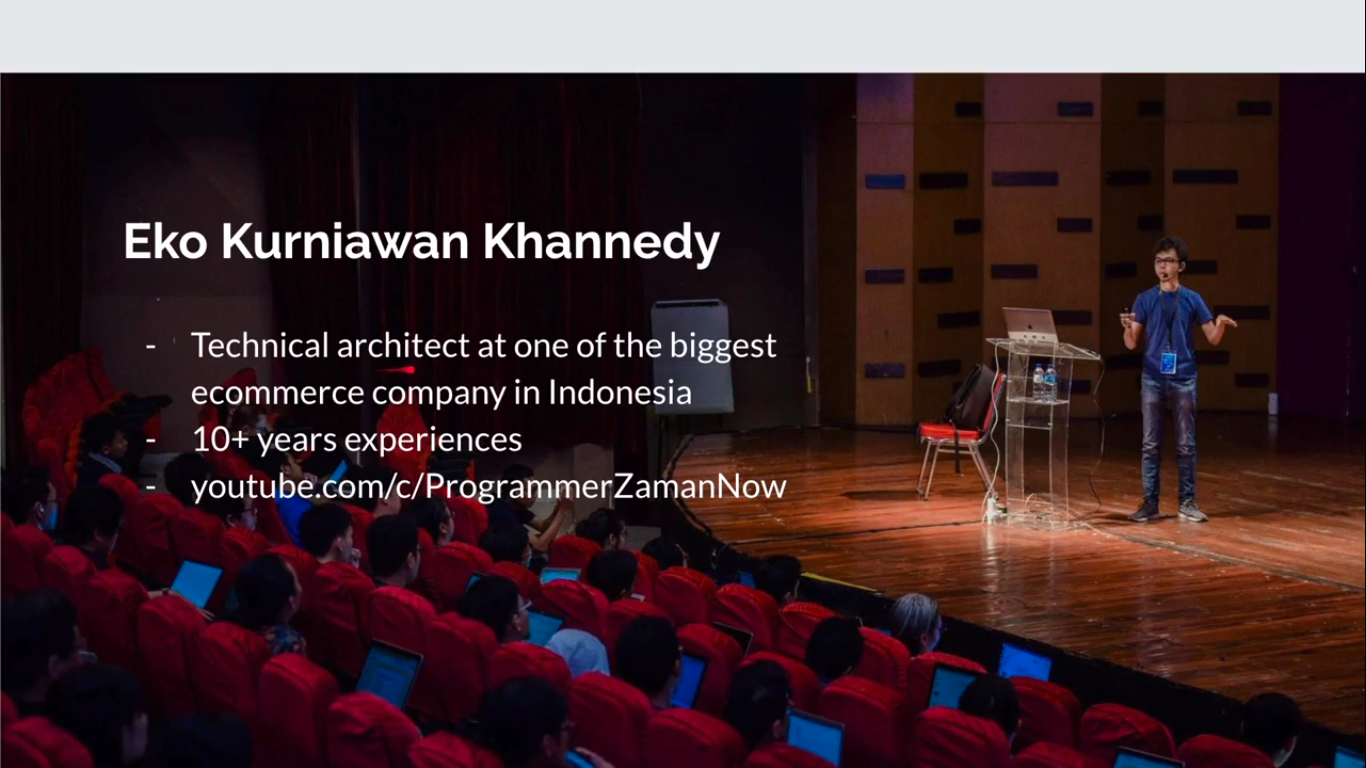 Eko Kurniawan Khannedy
- Technical architect at one of the biggest
ecommerce company in Indonesia
- 10+ years experiences
- youtube.com/c/ProgrammerZamanNow